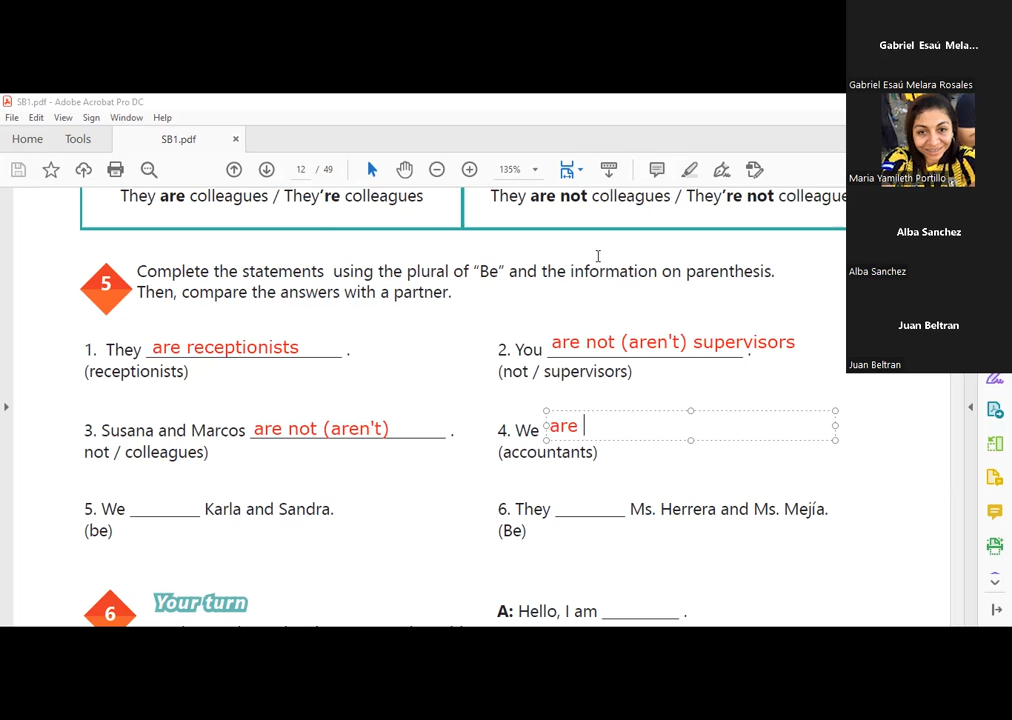 Gabriel Esaú Mela...
Gabriel Esaú Melara Rosales
SB1.pdf - Adobe Acrobat Pro DC
File Edit View Sign Window Help
Home Tools SB1.pdf ×
12 / 49 135%
Maria Yamileth Portillo
They are colleagues / They're colleagues
They are not colleagues / They're not colleague
Alba Sanchez
Alba Sanchez
5 Complete the statements using the plural of “Be” and the information on parenthesis.
Then, compare the answers with a partner.
Juan Beltran
Juan Beltran
1. They are receptionists .
(receptionists)
2. You are not (aren't) supervisors .
(not / supervisors)
3. Susana and Marcos are not (aren't) .
not / colleagues)
4. We are
(accountants)
5. We ________ Karla and Sandra.
(be)
6. They ________ Ms. Herrera and Ms. Mejía.
(Be)
6 Your turn
A: Hello, I am _________ .